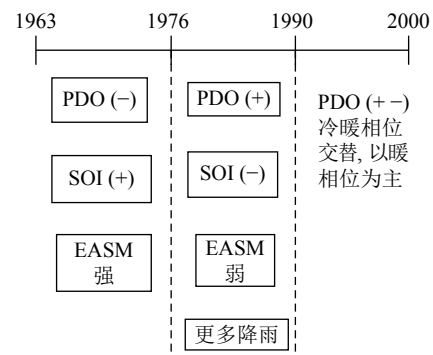 1963 1976 1990 2000
PDO (−) PDO (+) PDO (+ −)
冷暖相位
交替, 以暖
相位为主
SOI (+) SOI (−)
EASM EASM
强 弱
更多降雨